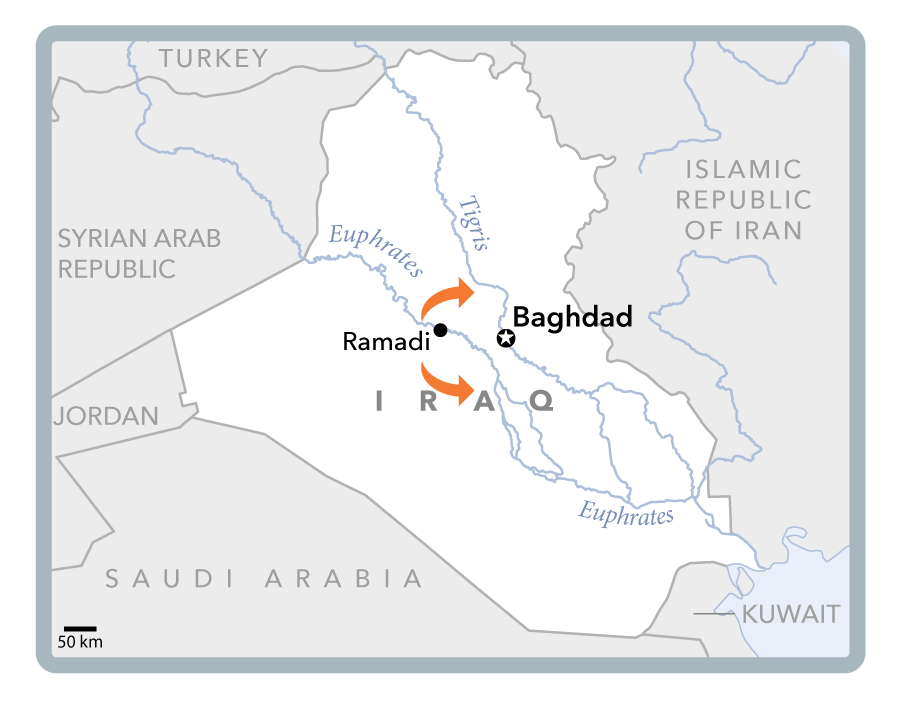 TURKEY
ISLAMIC
REPUBLIC
OF IRAN
Tigris
SYRIAN ARAB
REPUBLIC
Euphrates
Baghdad
Ramadi
IRAQ
JORDAN
Euphrates
SAUDI ARABIA
KUWAIT
50 km